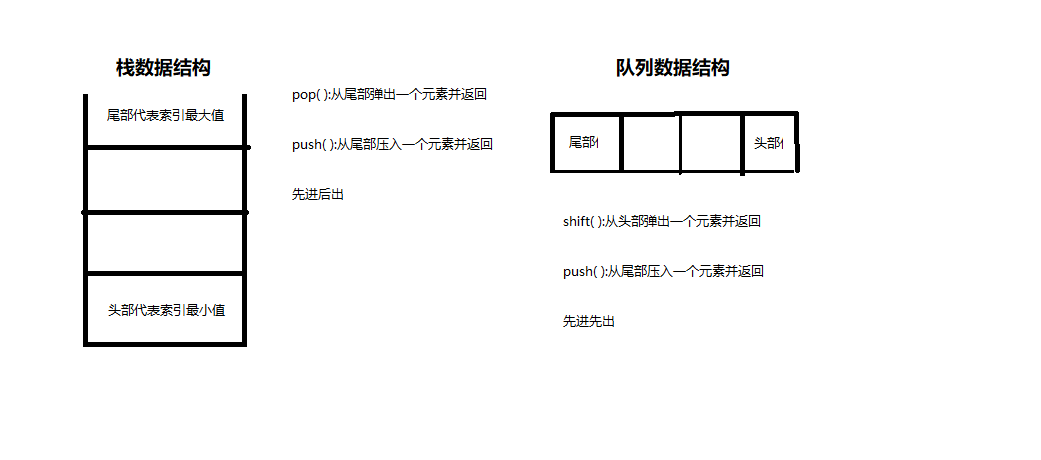 栈数据结构
尾部代表索引最大值
头部代表索引最小值
pop( ):从尾部弹出一个元素并返回
push( ):从尾部压入一个元素并返回
先进后出
队列数据结构
尾部
头部
shift( ):从头部弹出一个元素并返回
push( ):从尾部压入一个元素并返回
先进先出